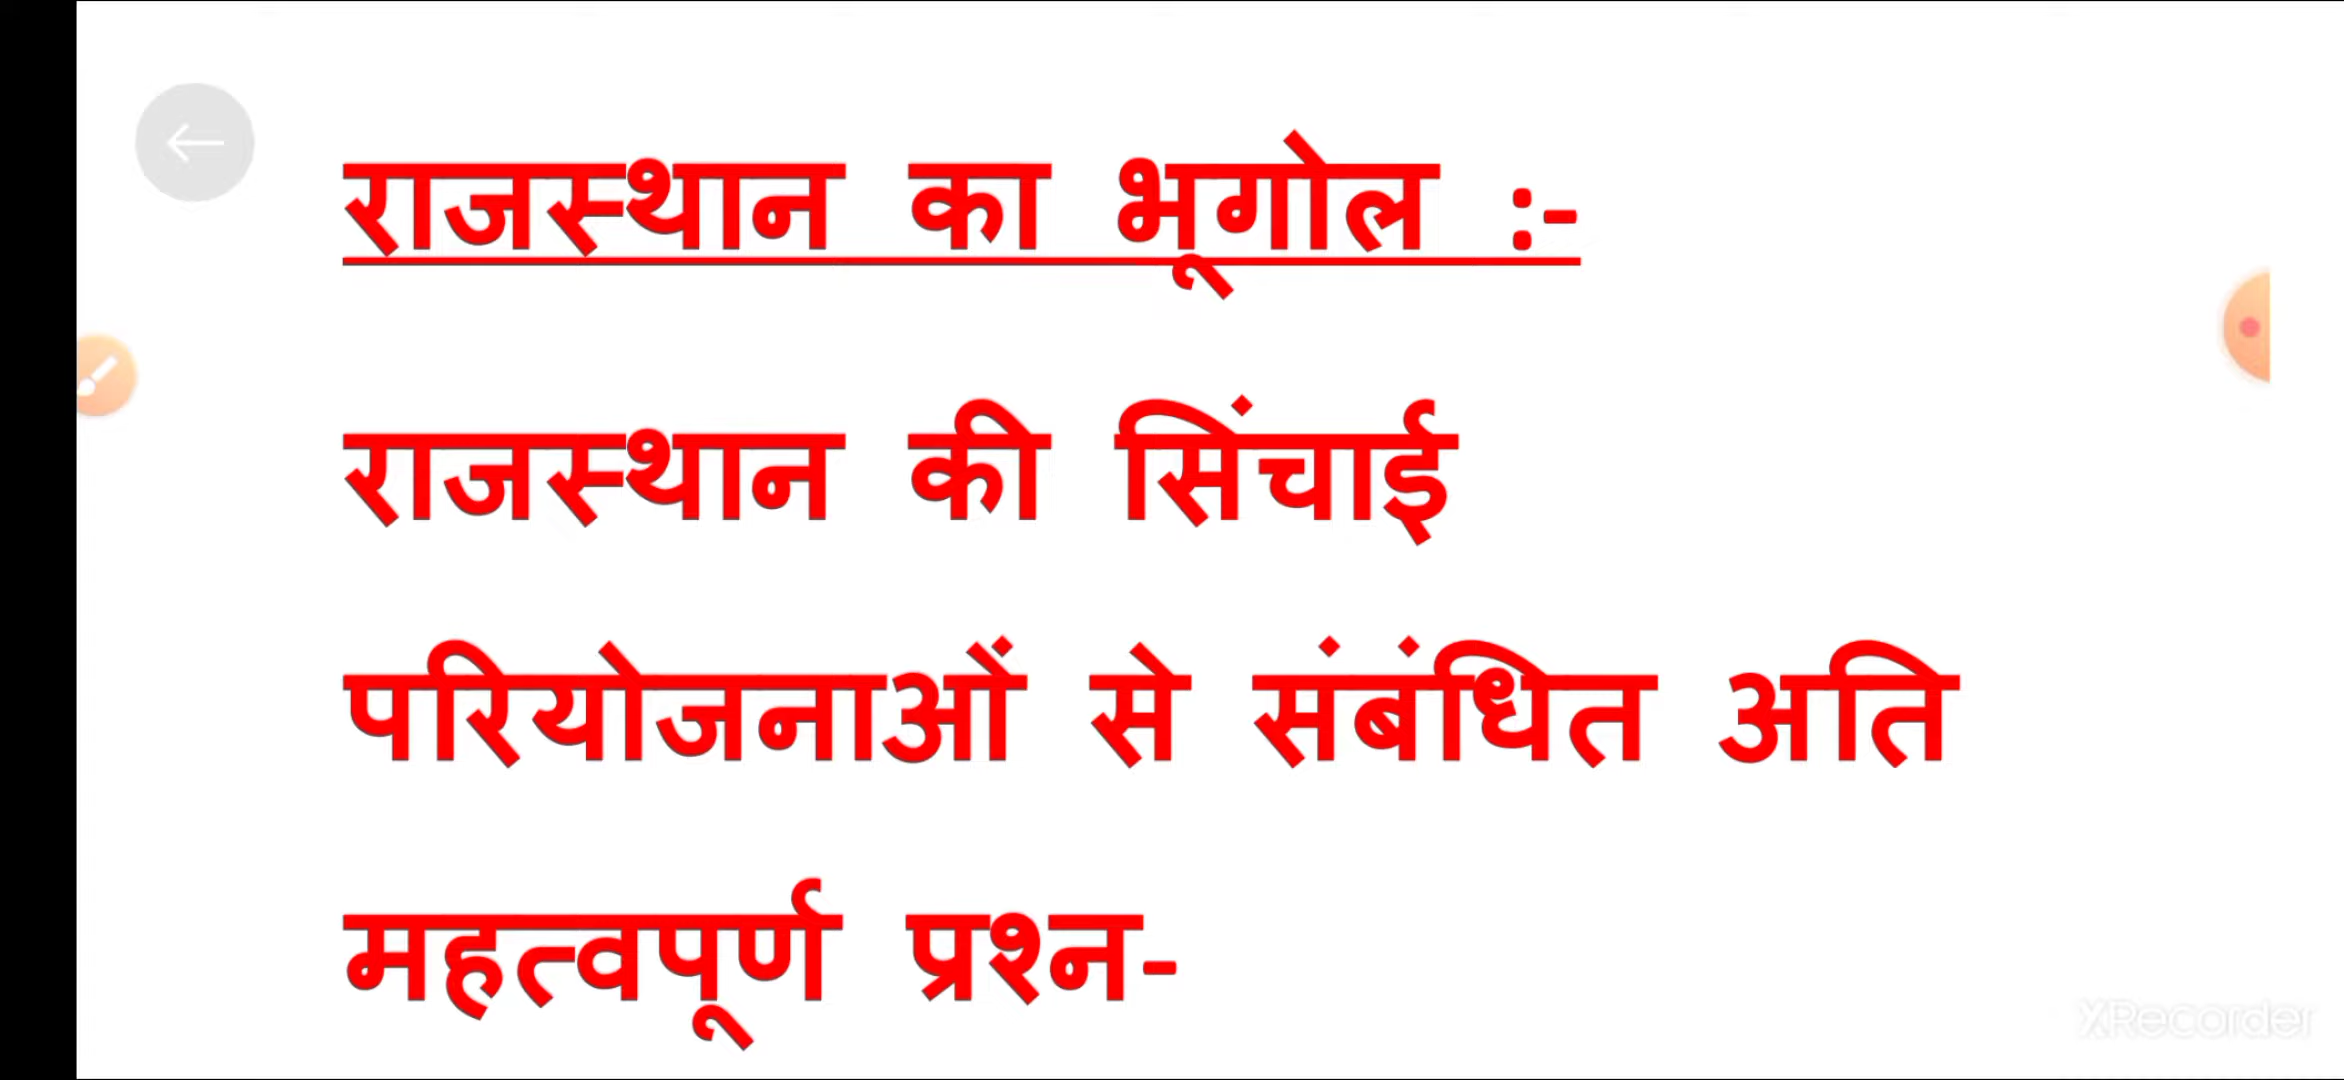 राजस्थान का भूगोल :-
राजस्थान की सिंचाई
परियोजनाओं से संबंधित अति
महत्वपूर्ण प्रश्न-
XRecorder